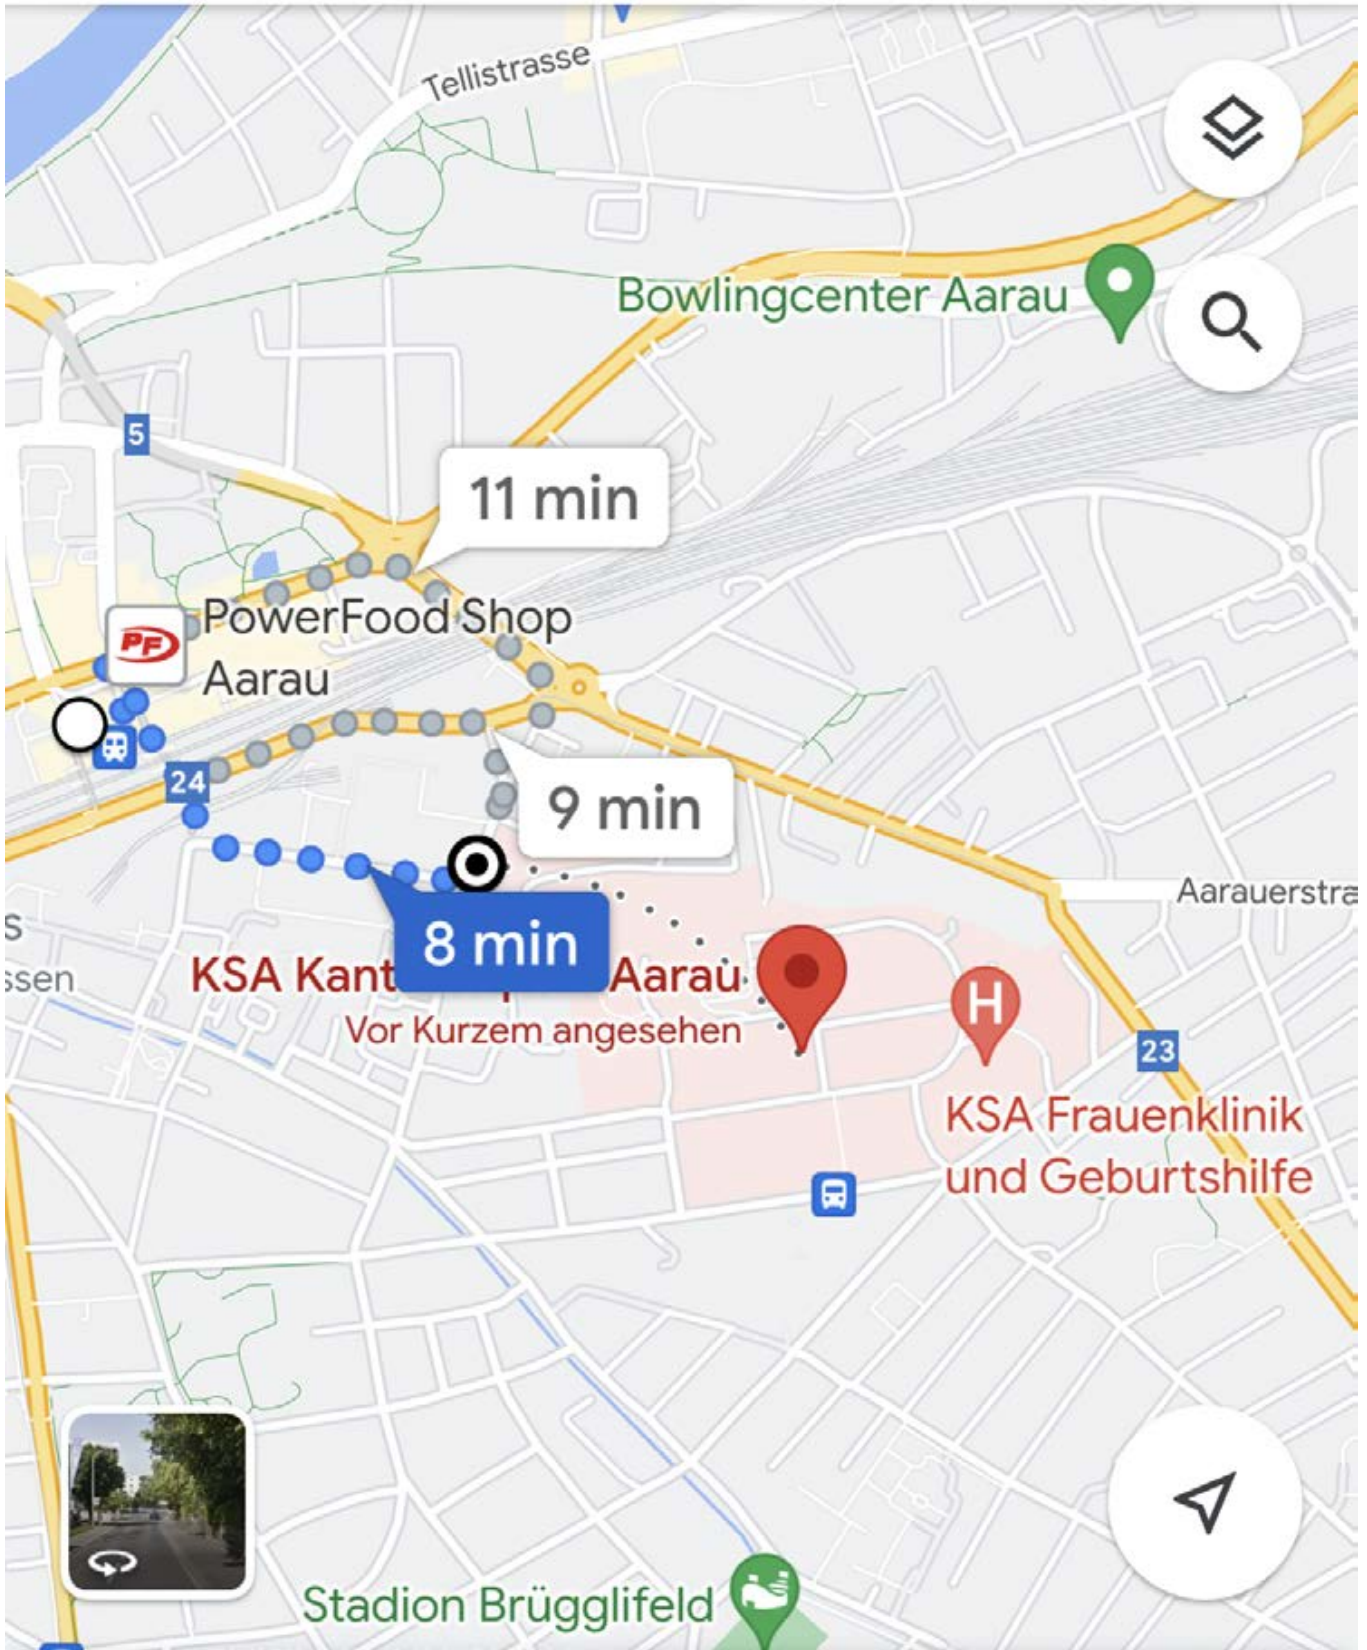 Tellistrasse
Bowlingcenter Aarau
5
11 min
PF
PowerFood Shop
Aarau
24
9 min
Aarauerstra
S
ssen
8 min
KSA Kant Aarau
Vor Kurzem angesehen
H
23
KSA Frauenklinik
und Geburtshilfe
Stadion Brügglifeld